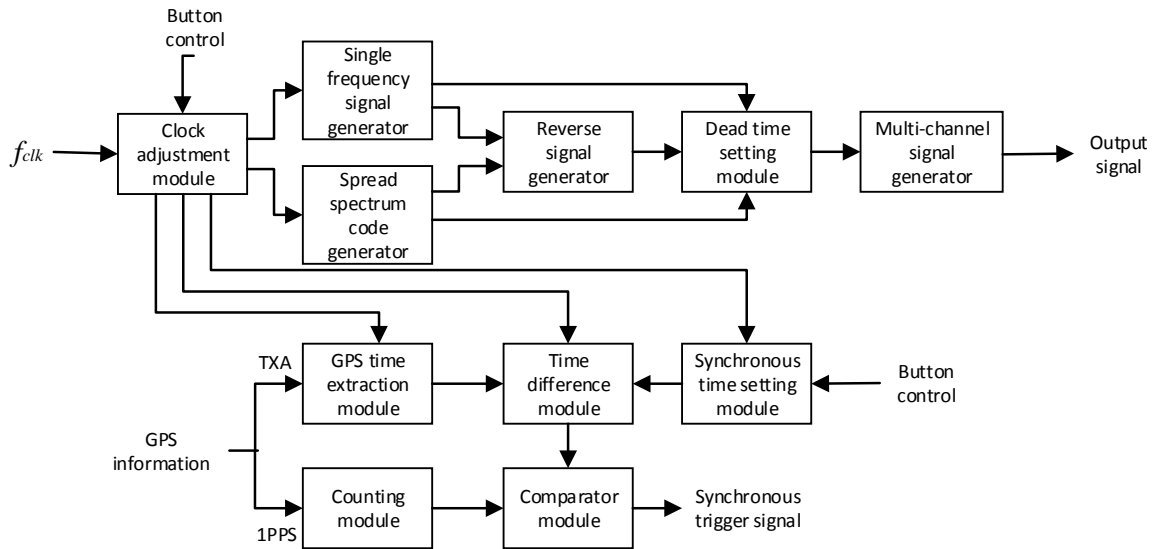 Button
control
f_clk
Clock
adjustment
module
Single
frequency
signal
generator
Spread
spectrum
code
generator
Reverse
signal
generator
Dead time
setting
module
Multi-channel
signal
generator
Output
signal
TXA
GPS time
extraction
module
Time
difference
module
Synchronous
time setting
module
Button
control
GPS
information
1PPS
Counting
module
Comparator
module
Synchronous
trigger signal